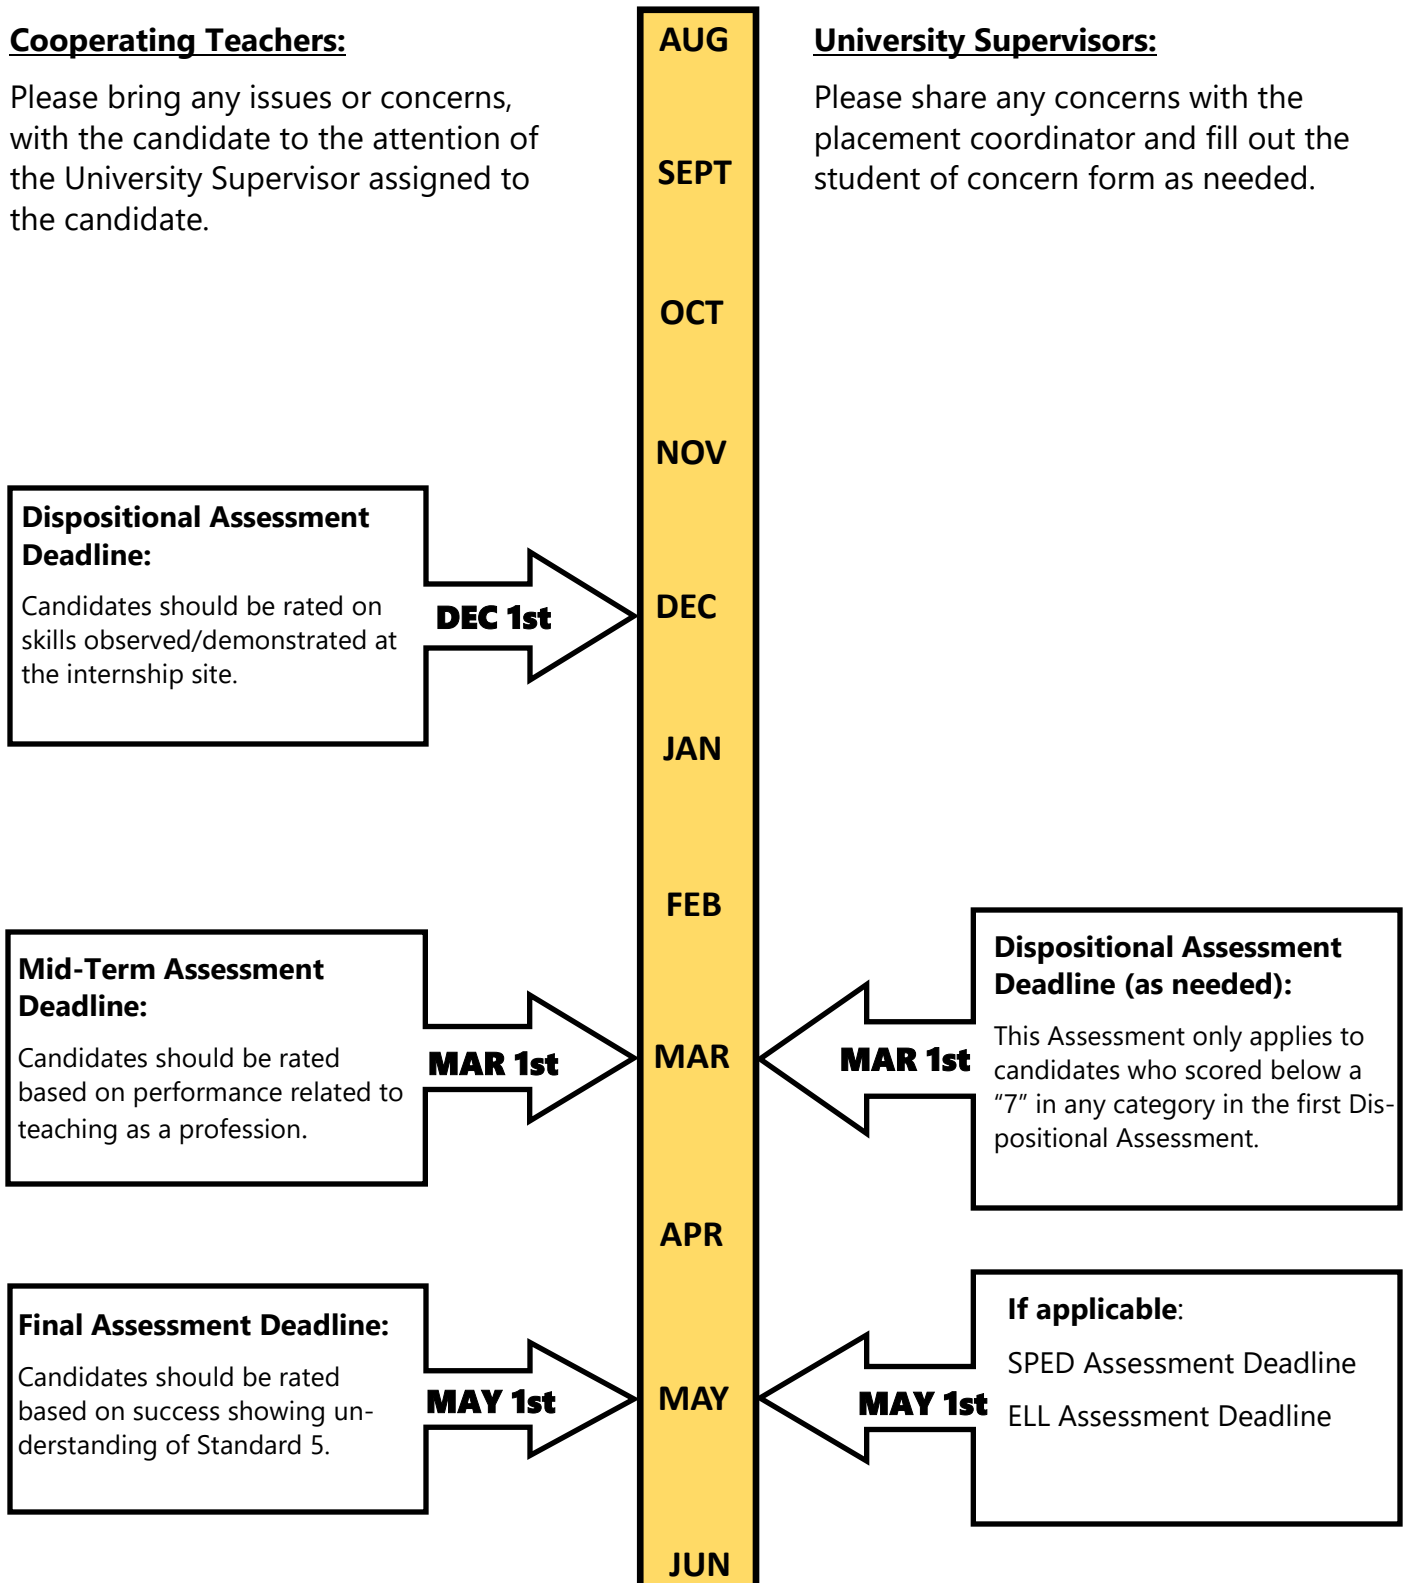 Cooperating Teachers:
Please bring any issues or concerns,
with the candidate to the attention of
the University Supervisor assigned to
the candidate.
University Supervisors:
Please share any concerns with the
placement coordinator and fill out the
student of concern form as needed.
AUG
SEPT
OCT
NOV
Dispositional Assessment
Deadline:
Candidates should be rated on
skills observed/demonstrated at
the internship site.
DEC 1st
DEC
JAN
FEB
Mid-Term Assessment
Deadline:
Candidates should be rated
based on performance related to
teaching as a profession.
MAR 1st
MAR
MAR 1st
Dispositional Assessment
Deadline (as needed):
This Assessment only applies to
candidates who scored below a
“7” in any category in the first Dis-
positional Assessment.
APR
Final Assessment Deadline:
Candidates should be rated
based on success showing un-
derstanding of Standard 5.
MAY 1st
MAY
MAY 1st
If applicable:
SPED Assessment Deadline
ELL Assessment Deadline
JUN